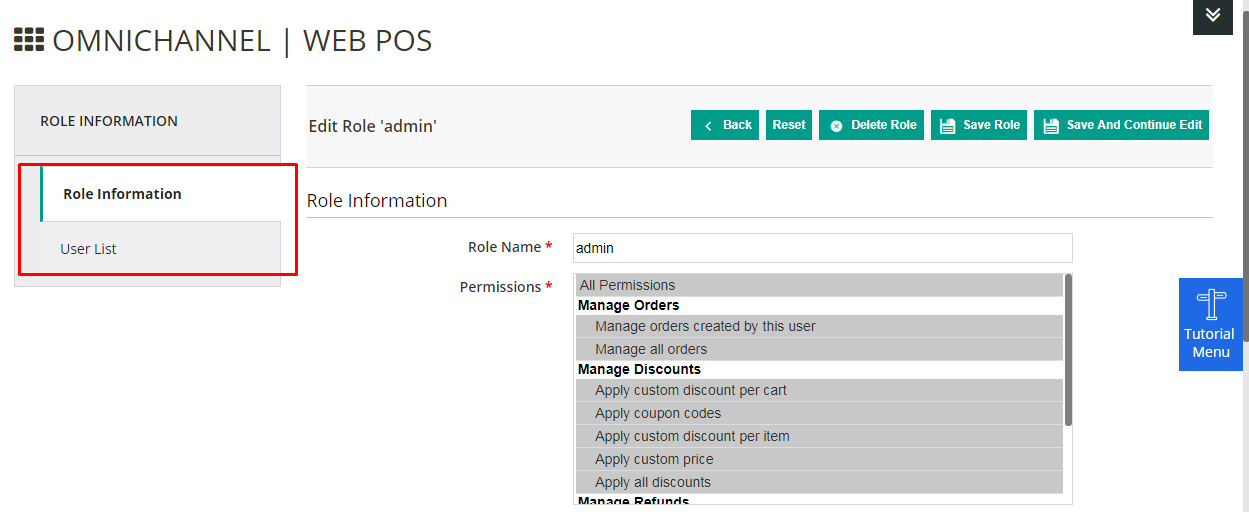 OMNICHANNEL | WEB POS
ROLE INFORMATION
Role Information
User List
Edit Role 'admin'
Back
Reset
Delete Role
Save Role
Save And Continue Edit
Role Information
Role Name *
admin
Permissions *
All Permissions
Manage Orders
Manage orders created by this user
Manage all orders
Manage Discounts
Apply custom discount per cart
Apply coupon codes
Apply custom discount per item
Apply custom price
Apply all discounts
Manage Refunds
Tutorial
Menu